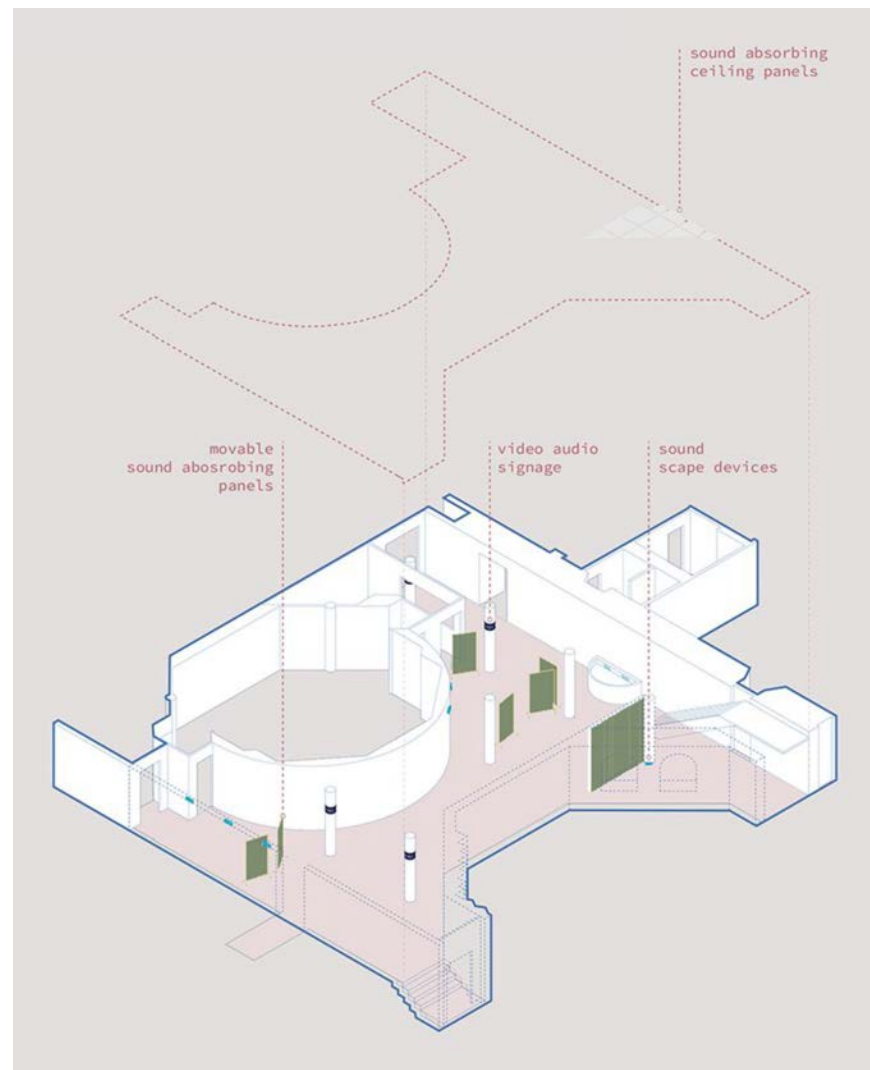 sound absorbing
ceiling panels
movable
sound abosrobing
panels
video audio
signage
sound
scape devices